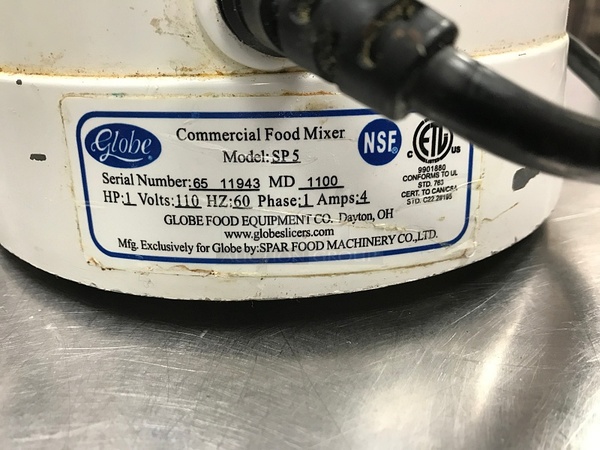 Globe®
Commercial Food Mixer
Model: SP5
Serial Number: 65 11943 MD 1100
HP:1 Volts:110 HZ:60 Phase:1 Amps:4
GLOBE FOOD EQUIPMENT CO. Dayton, OH
www.globeslicers.com
Mfg. Exclusively for Globe by:SPAR FOOD MACHINERY CO.,LTD.
NSF
C ETL US
9901880
CONFORMS TO UL
STD. 763
CERT. TO CAN/CSA
STD. C22.2#195